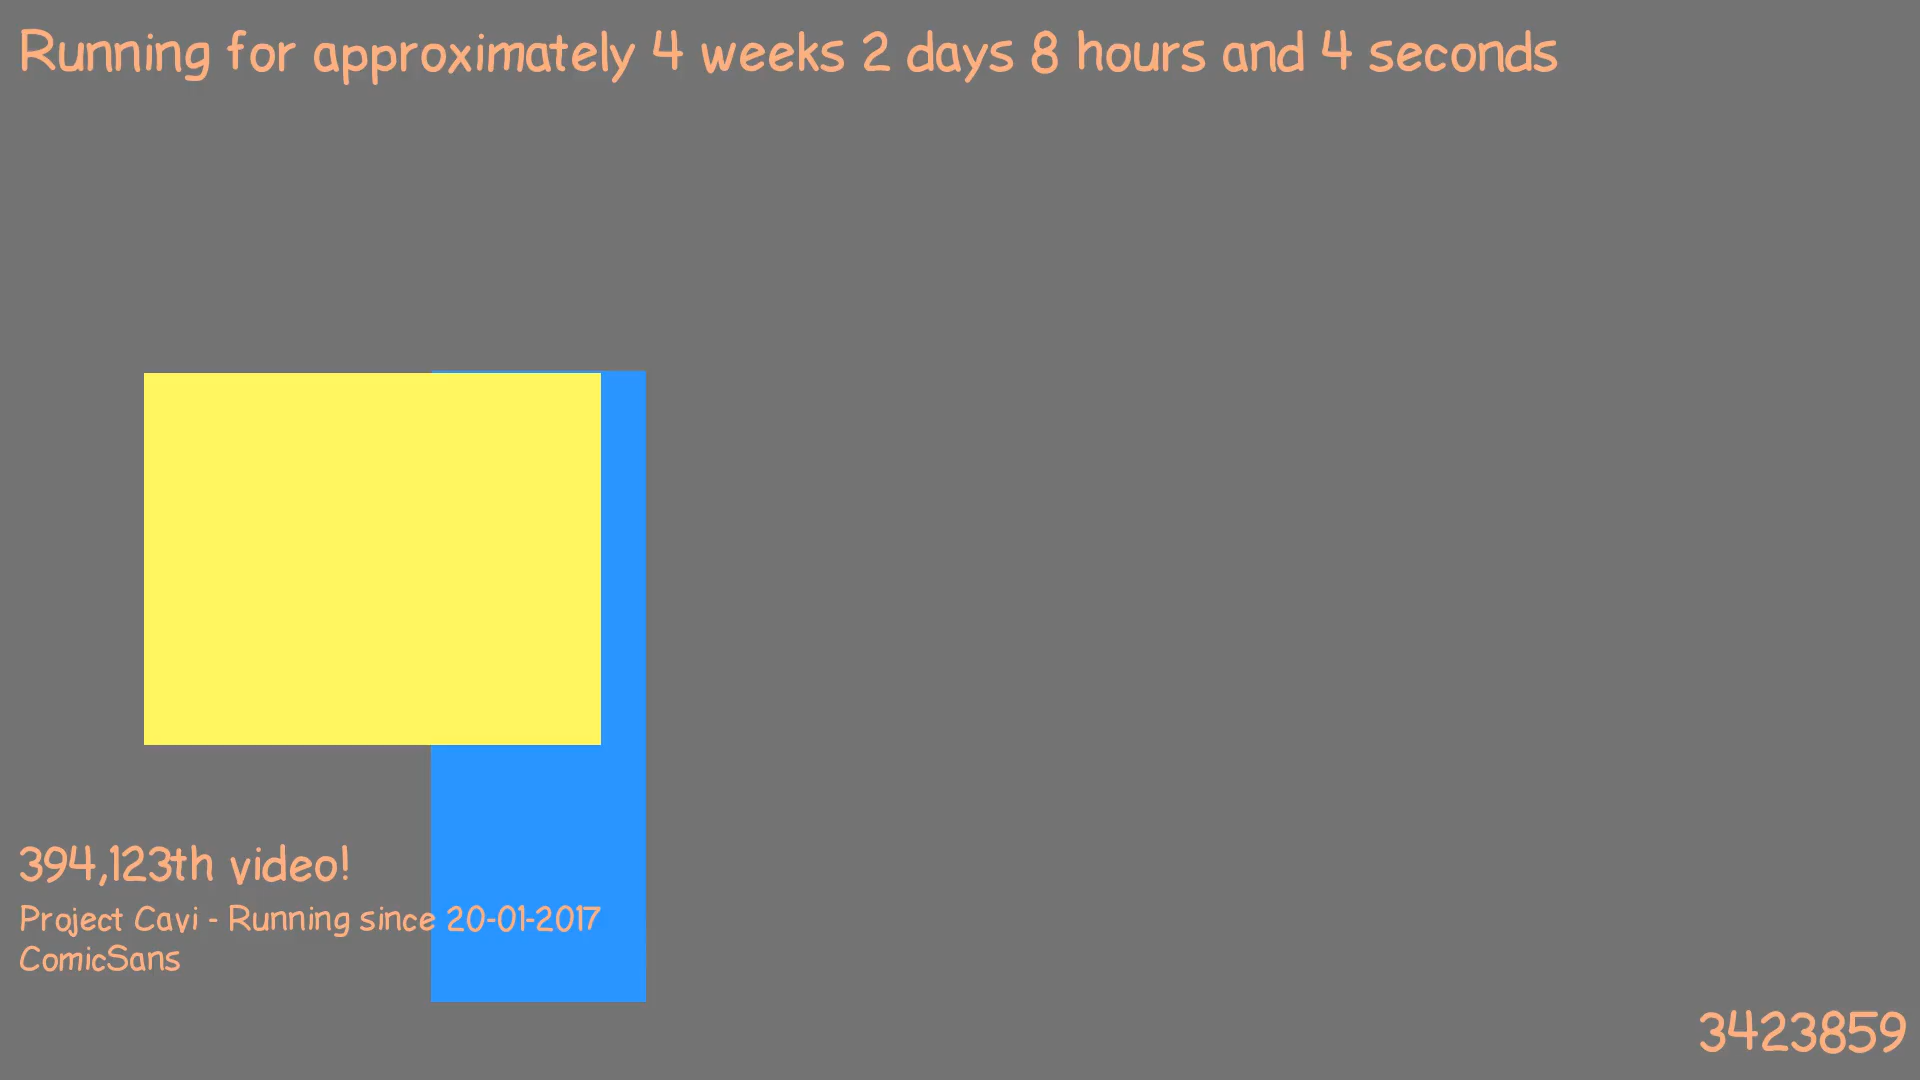 Running for approximately 4 weeks 2 days 8 hours and 4 seconds
394,123th video!
Project Cavi - Running since 20-01-2017
ComicSans
3423859